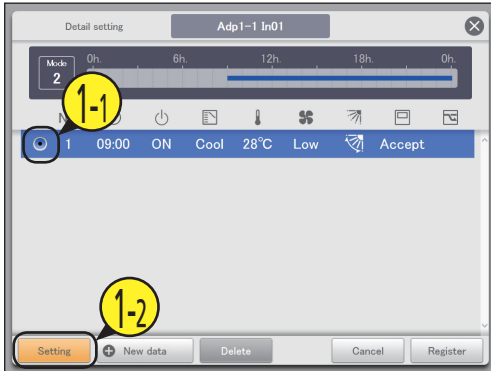 Detail setting Adp1-1 In01
Mode 2 0h. 6h. 12h. 18h. 0h.
1-1
N
1 09:00 ON Cool 28°C Low Accept
1-2
Setting New data Delete Cancel Register